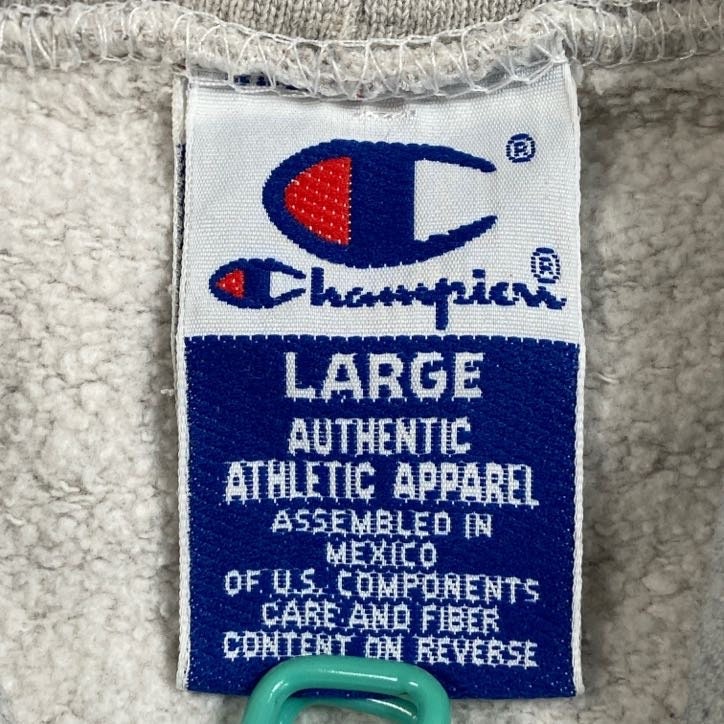 ®
Champion®
LARGE
AUTHENTIC
ATHLETIC APPAREL
ASSEMBLED IN
MEXICO
OF U.S. COMPONENTS
CARE AND FIBER
CONTENT ON REVERSE